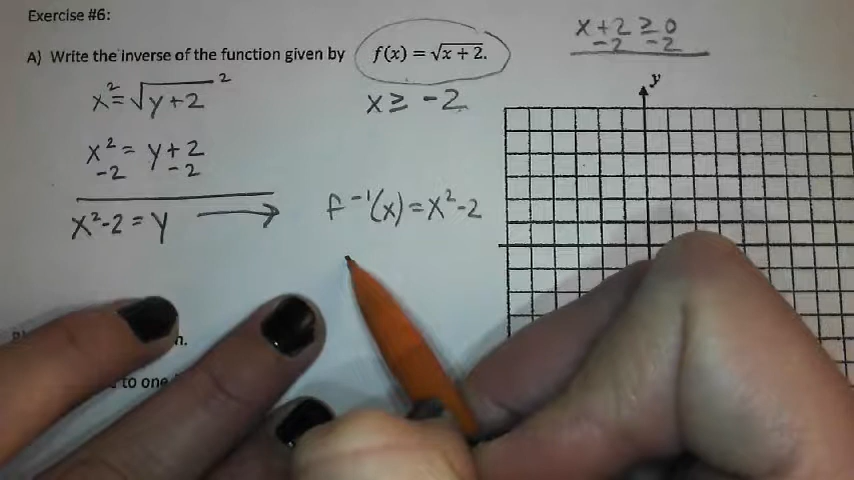 Exercise #6:
A) Write the inverse of the function given by f(x) = √x + 2.
x + 2 ≥ 0
-2 -2
x² = √y + 2 ²
x ≥ -2
x² = y + 2
-2 -2
x² - 2 = y → f⁻¹(x) = x² - 2
y
to one